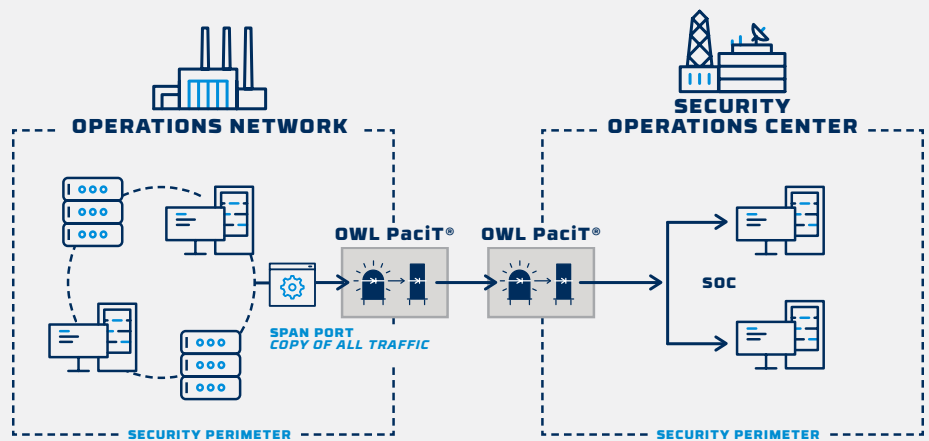 OPERATIONS NETWORK
SECURITY
OPERATIONS CENTER
OWL PaciT®
OWL PaciT®
SPAN PORT
COPY OF ALL TRAFFIC
SOC
SECURITY PERIMETER
SECURITY PERIMETER